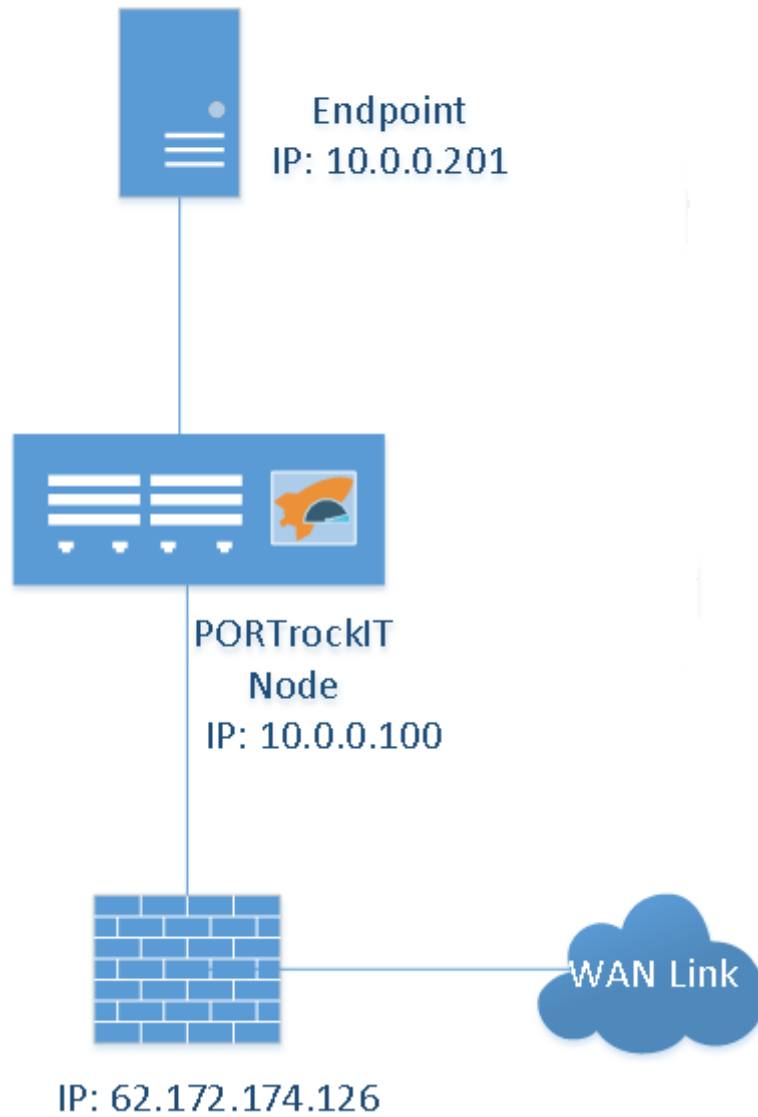 Endpoint
IP: 10.0.0.201
PORTrockIT
Node
IP: 10.0.0.100
WAN Link
IP: 62.172.174.126